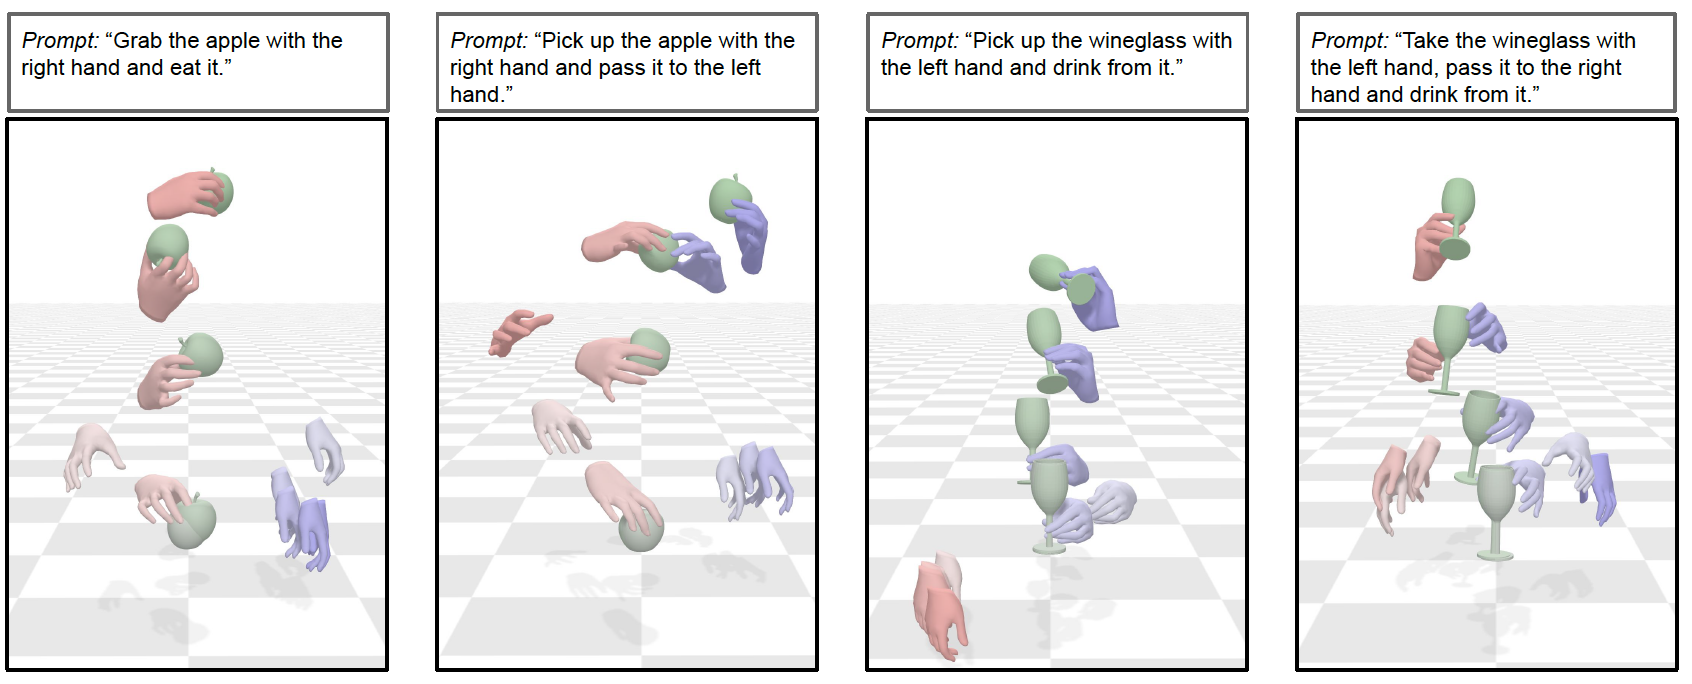 Prompt: “Grab the apple with the
right hand and eat it.”
Prompt: “Pick up the apple with the
right hand and pass it to the left
hand.”
Prompt: “Pick up the wineglass with
the left hand and drink from it.”
Prompt: “Take the wineglass with
the left hand, pass it to the right
hand and drink from it.”